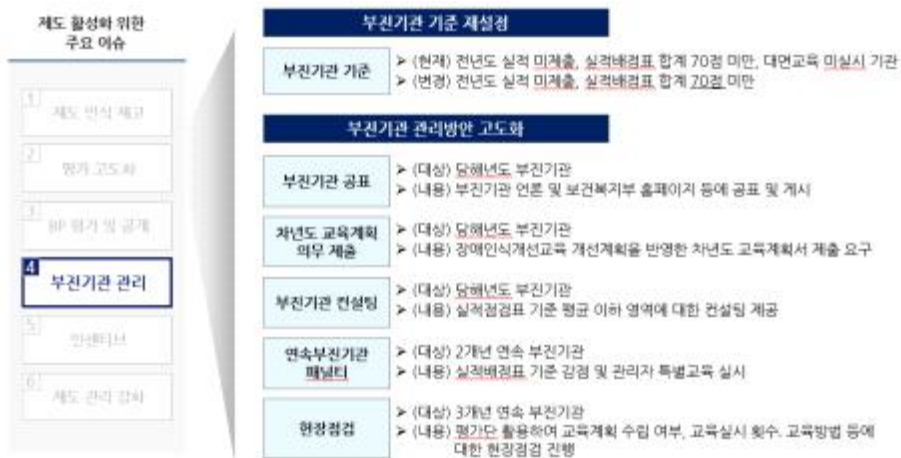 제도 활성화 위한
주요 이슈
1
제도 인식 제고
2
평가 고도화
3
BP 평가 및 공개
4
부진기관 관리
5
인센티브
6
제도 관리 강화
부진기관 기준 재설정
부진기관 기준
➤ (현재) 전년도 실적 미제출, 실적배점표 합계 70점 미만, 대면교육 미실시 기관
➤ (변경) 전년도 실적 미제출, 실적배점표 합계 70점 미만
부진기관 관리방안 고도화
부진기관 공표
➤ (대상) 당해년도 부진기관
➤ (내용) 부진기관 언론 및 보건복지부 홈페이지 등에 공표 및 게시
차년도 교육계획
의무 제출
➤ (대상) 당해년도 부진기관
➤ (내용) 장애인식개선교육 개선계획을 반영한 차년도 교육계획서 제출 요구
부진기관 컨설팅
➤ (대상) 당해년도 부진기관
➤ (내용) 실적점검표 기준 평균 이하 영역에 대한 컨설팅 제공
연속부진기관
패널티
➤ (대상) 2개년 연속 부진기관
➤ (내용) 실적배점표 기준 감점 및 관리자 특별교육 실시
현장점검
➤ (대상) 3개년 연속 부진기관
➤ (내용) 평가단 활용하여 교육계획 수립 여부, 교육실시 횟수. 교육방법 등에
대한 현장점검 진행